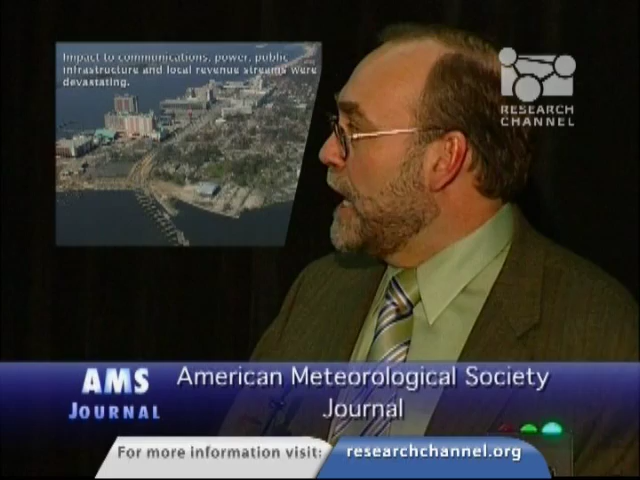 Impact to communications, power, public
infrastructure and local revenue streams were
devastating.
RESEARCH
CHANNEL
AMS
JOURNAL
American Meteorological Society
Journal
For more information visit:
researchchannel.org